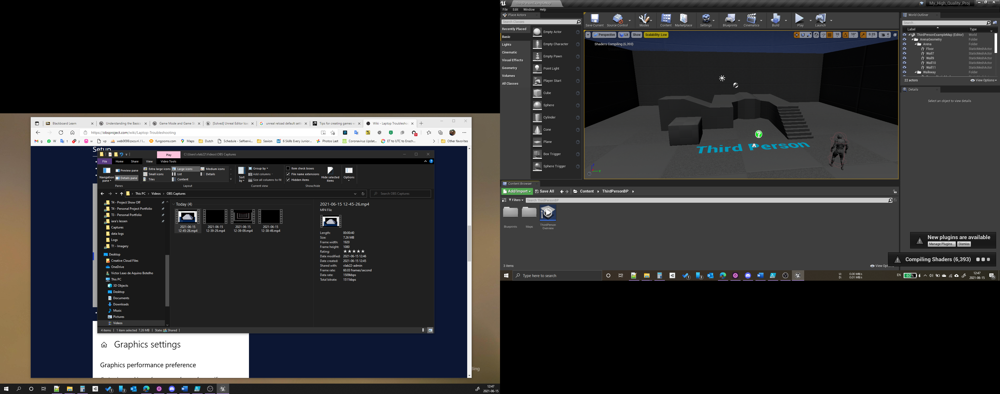 Blackboard Learn
Understanding the Basics
Game Mode and Game St
[Solved] Unreal Editor loa
unreal reload default setti
Tips for creating games w
Wiki - Laptop Troubleshoo
https://obsproject.com/wiki/Laptop-Troubleshooting
g
W
t
y
w
vp
web0099.zxcs.nl / l...
fungooms.com
Maps
Dutch
Schedule - Selfservi...
Saxion
6 Skills Every Junior...
Photos Last
Coronavirus Updat...
ET to UTC to Ensch...
Other favorites
Setup
Play
C:\Users\vlab22\Videos\OBS Captures
File
Home
Share
View
Video Tools
Navigation pane
Preview pane
Details pane
Panes
Extra large icons
Large icons
Medium icons
Small icons
List
Details
Tiles
Content
Layout
Sort by
Group by
Add columns
Size all columns to fit
Current view
Item check boxes
File name extensions
Hidden items
Hide selected items
Show/hide
Options
This PC > Videos > OBS Captures
Search OBS Captures
T4 - Project Show Off
T4 - Personal Project Portfolio
T3 - Personal Portfolio
iara's lessen
Captures
data logs
Logs
T1 - Imagery
Desktop
Creative Cloud Files
OneDrive
Victor Leao de Aquino Botelho
This PC
3D Objects
Desktop
Documents
Downloads
Music
Pictures
Videos
Today (4)
2021-06-15 12-45-26.mp4
2021-06-15 12-39-29.mp4
2021-06-15 12-39-09.mp4
2021-06-15 12-38-49.mp4
2021-06-15 12-45-26.mp4
MP4 File
Length: 00:00:40
Size: 7.26 MB
Frame width: 1920
Frame height: 1080
Rating:
Date modified: 2021-06-15 12:46
Date created: 2021-06-15 12:45
Shared with: vlab22-admin
Frame rate: 60.03 frames/second
Data rate: 1509kbps
Total bitrate: 1511kbps
4 items
1 item selected 7.26 MB
State: Shared
Graphics settings
Graphics performance preference
Bing
12:47
2021-06-15
ThirdPersonExampleMap
My_High_Quality_Proj
File
Edit
Window
Help
Place Actors
Search Classes
Recently Placed
Basic
Lights
Cinematic
Visual Effects
Geometry
Volumes
All Classes
Empty Actor
Empty Character
Empty Pawn
Point Light
Player Start
Cube
Sphere
Cylinder
Cone
Plane
Box Trigger
Sphere Trigger
Save Current
Source Control
Modes
Content
Marketplace
Settings
Blueprints
Cinematics
Build
Play
Launch
Perspective
Lit
Show
Scalability: Low
10
10°
0.25
4
Shaders Compiling (6,393)
Third Person
World Outliner
Search...
Label
Type
ThirdPersonExampleMap (Editor) World
ArenaGeometry Folder
Arena Folder
Floor StaticMeshActor
Wall7 StaticMeshActor
Wall9 StaticMeshActor
Wall10 StaticMeshActor
Wall11 StaticMeshActor
Walkway Folder
22 actors
View Options
Details
Select an object to view details.
Content Browser
Add/Import
Save All
Content
ThirdPersonBP
Filters
Search ThirdPersonBP
Blueprints
Maps
ThirdPerson Overview
3 items
View Opti
New plugins are available
Manage Plugins...
Dismiss
Compiling Shaders (6,393)
Type here to search
U: 0.00 MB/s
D: 0.01 MB/s
EN
60%
12:47
2021-06-15
15